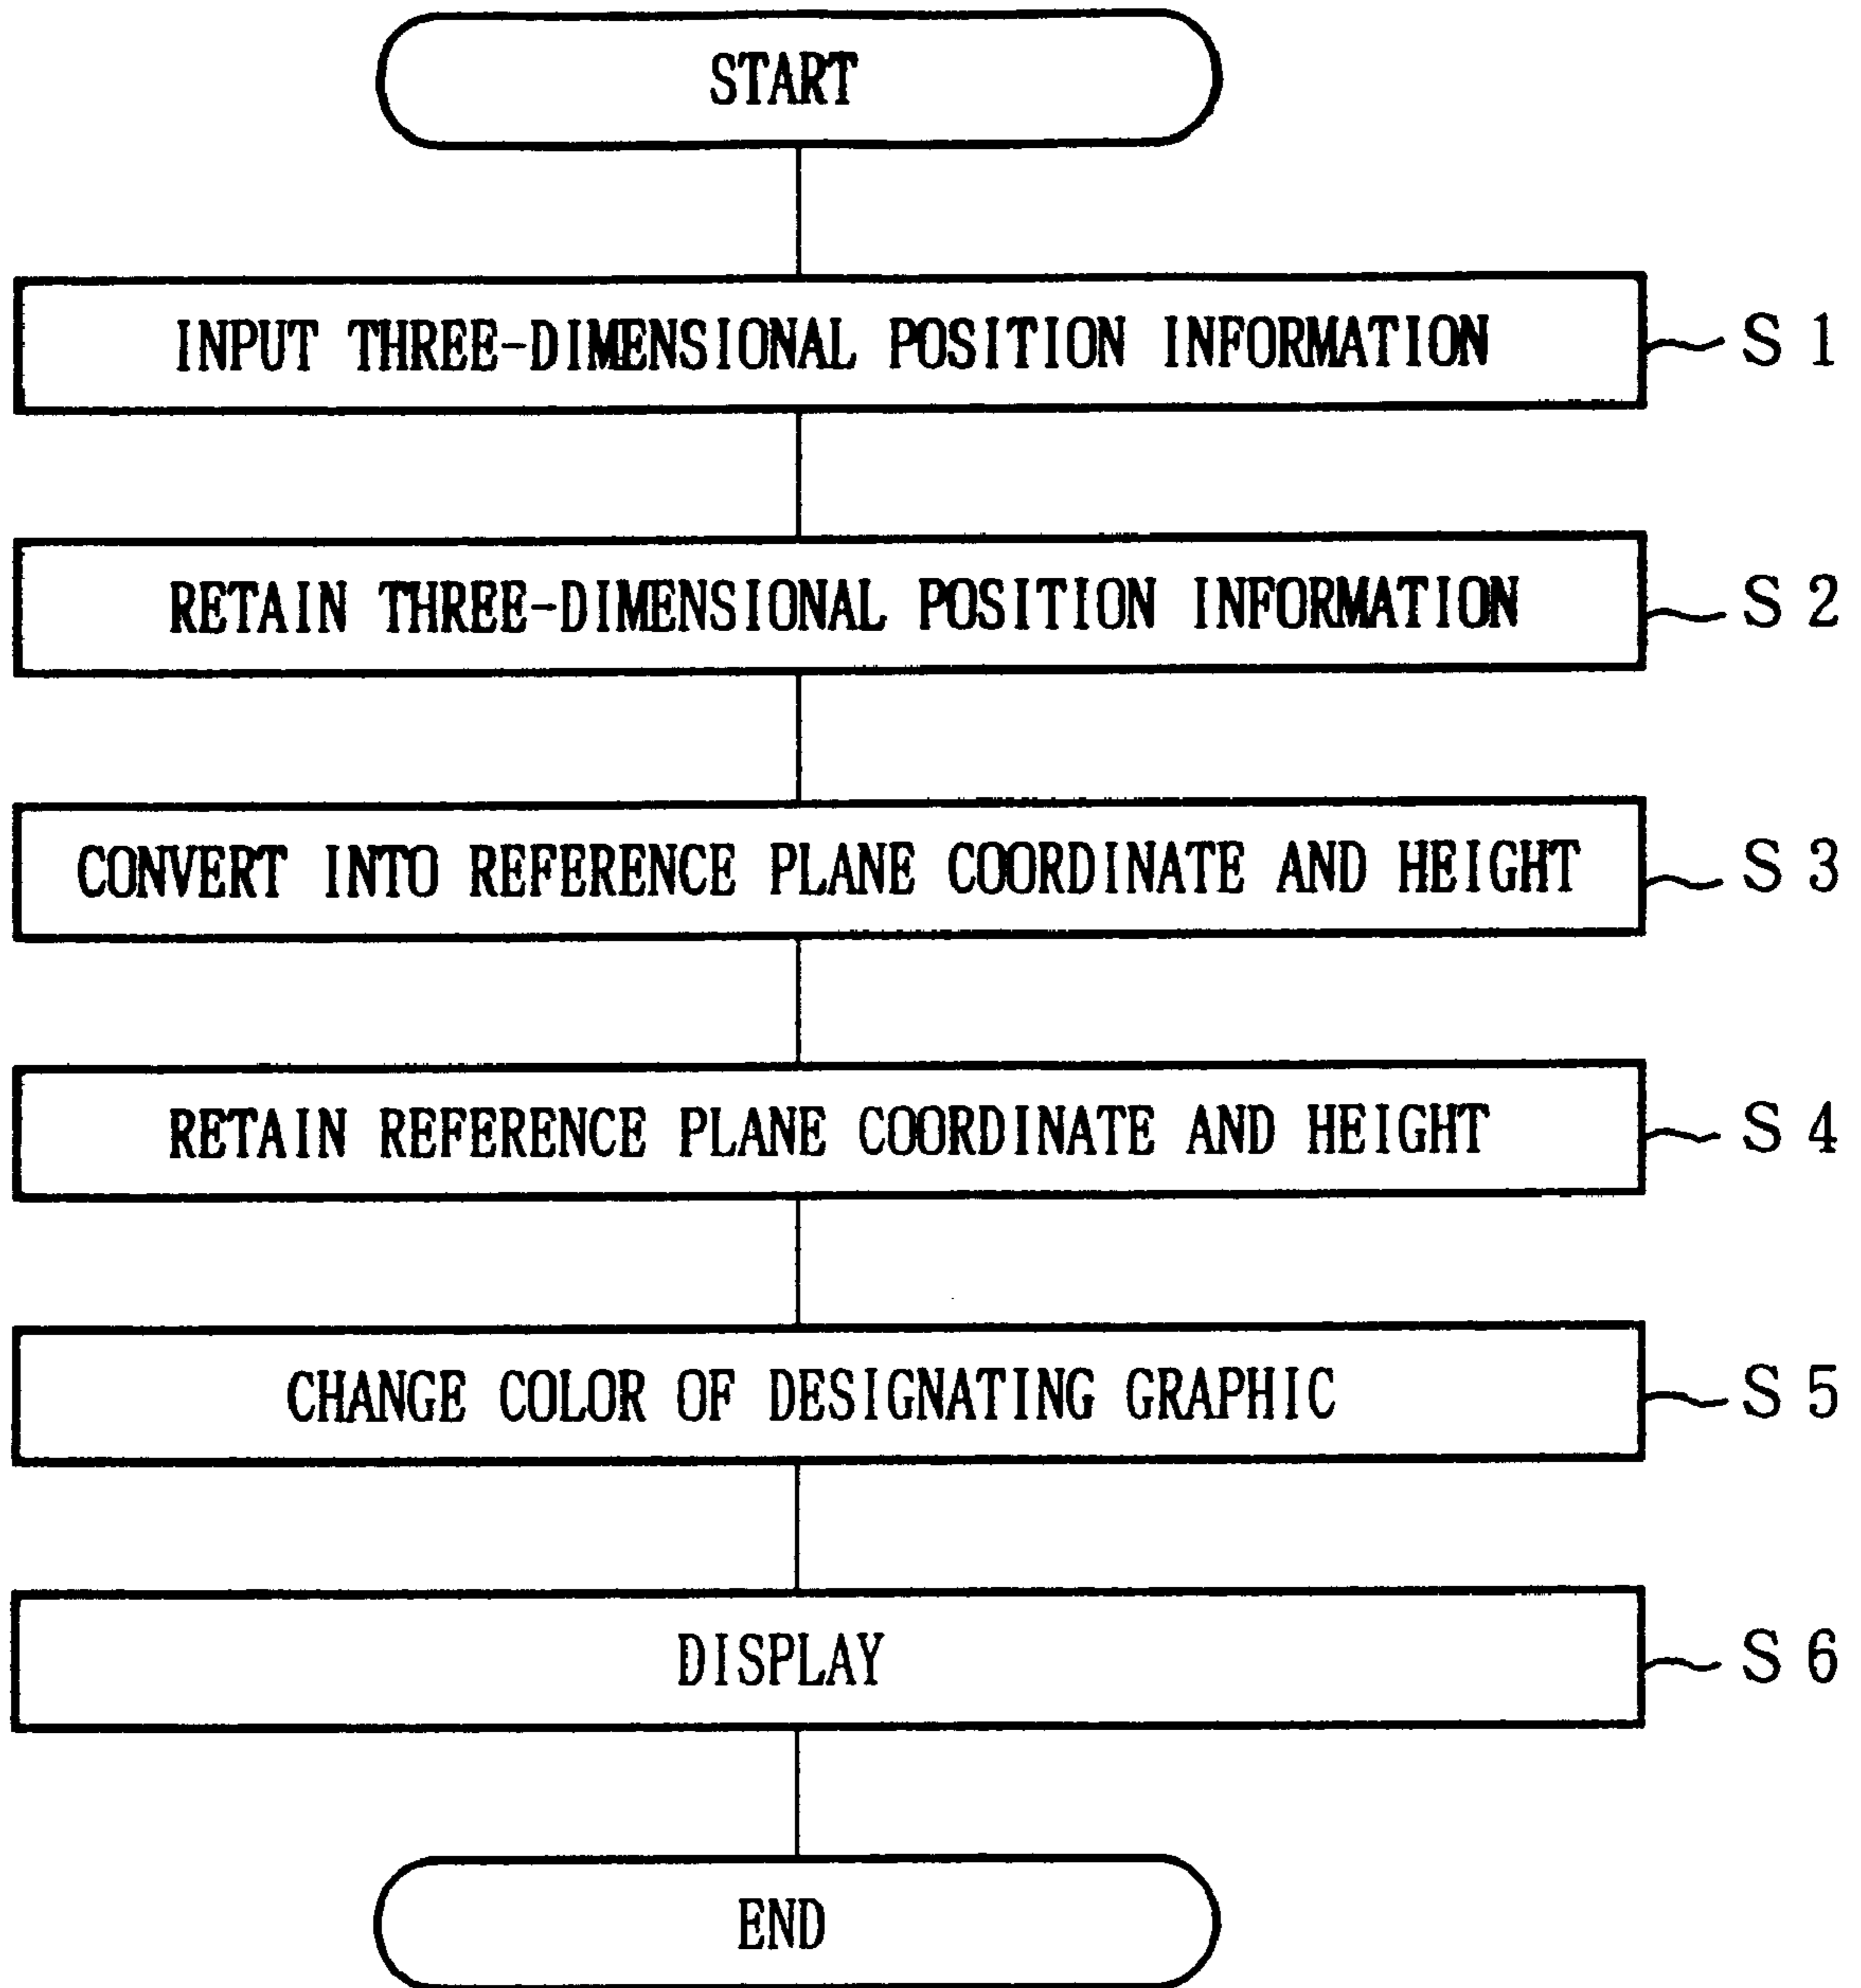 START
INPUT THREE-DIMENSIONAL POSITION INFORMATION
S 1
RETAIN THREE-DIMENSIONAL POSITION INFORMATION
S 2
CONVERT INTO REFERENCE PLANE COORDINATE AND HEIGHT
S 3
RETAIN REFERENCE PLANE COORDINATE AND HEIGHT
S 4
CHANGE COLOR OF DESIGNATING GRAPHIC
S 5
DISPLAY
S 6
END